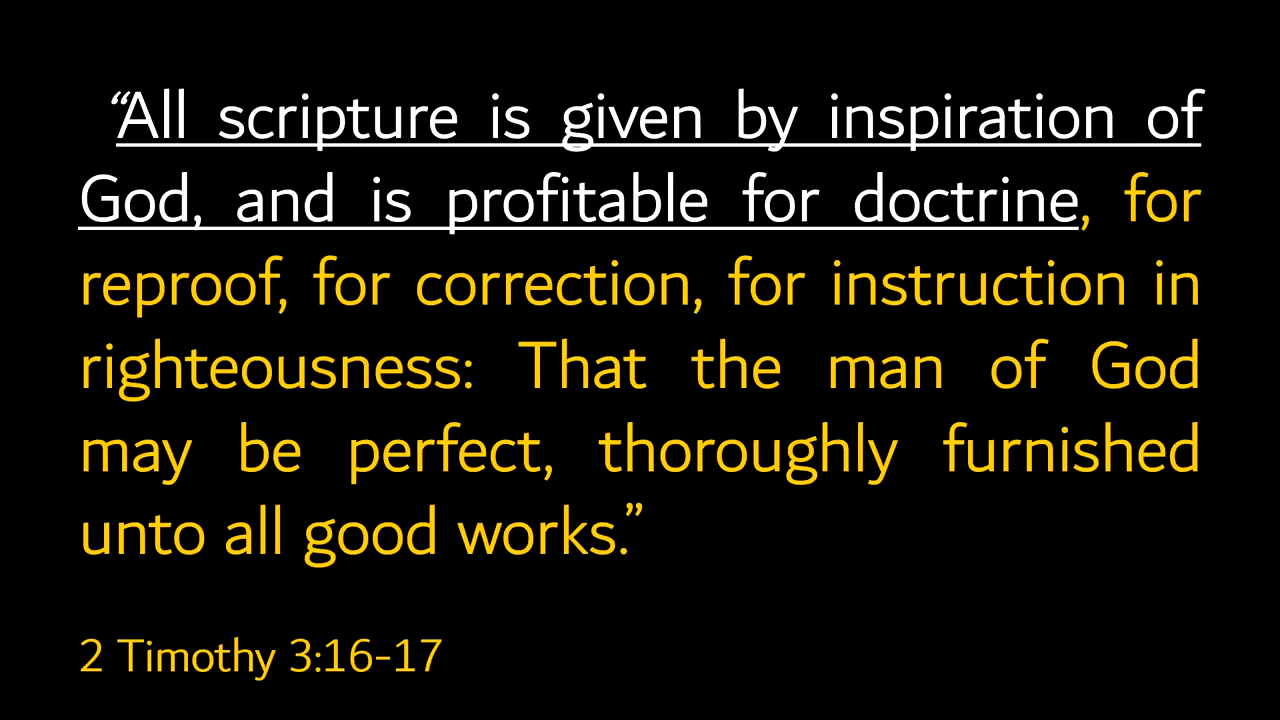 “All scripture is given by inspiration of
God, and is profitable for doctrine, for
reproof, for correction, for instruction in
righteousness: That the man of God
may be perfect, thoroughly furnished
unto all good works.”
2 Timothy 3:16-17